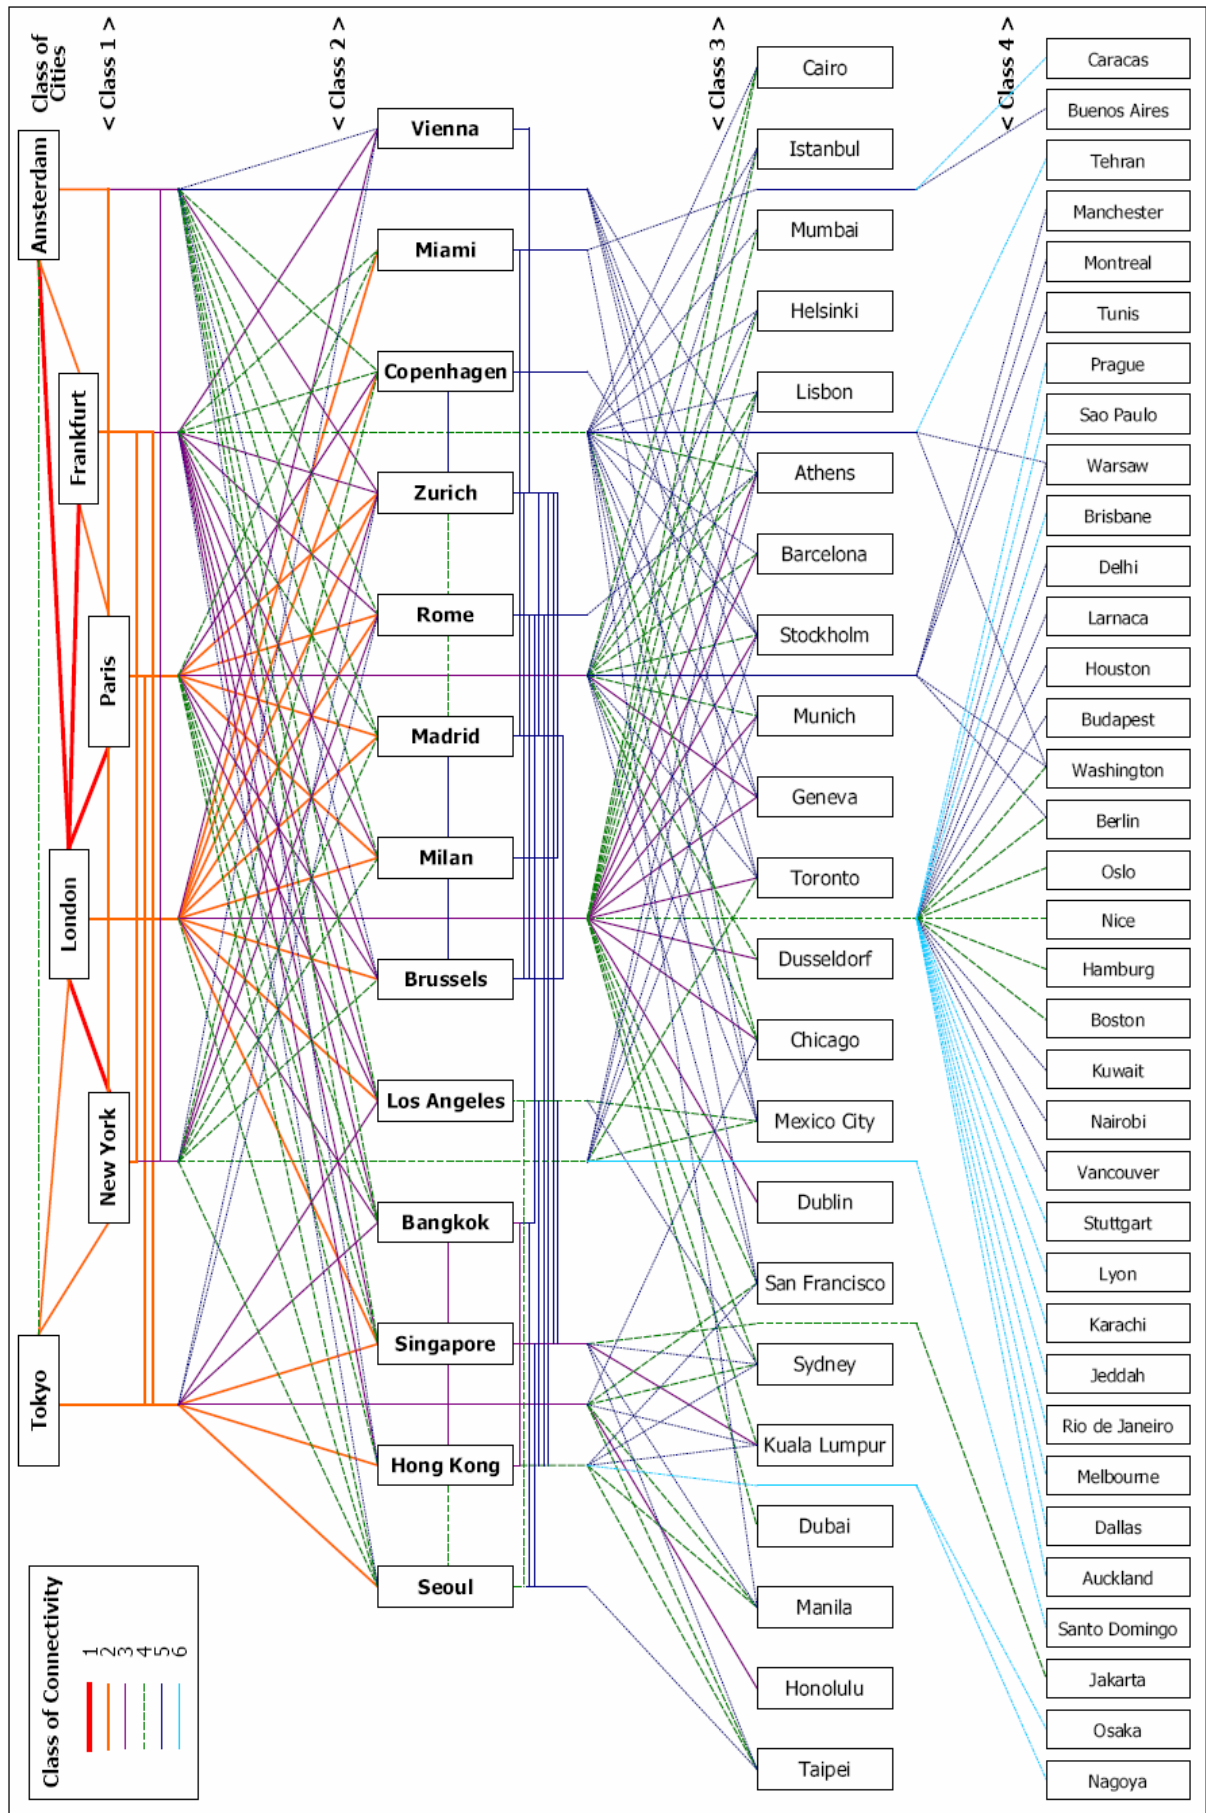 Class of
Cities
< Class 1 >
< Class 2 >
< Class 3 >
< Class 4 >
Amsterdam
Frankfurt
Paris
London
New York
Tokyo
Vienna
Miami
Copenhagen
Zurich
Rome
Madrid
Milan
Brussels
Los Angeles
Bangkok
Singapore
Hong Kong
Seoul
Cairo
Istanbul
Mumbai
Helsinki
Lisbon
Athens
Barcelona
Stockholm
Munich
Geneva
Toronto
Dusseldorf
Chicago
Mexico City
Dublin
San Francisco
Sydney
Kuala Lumpur
Dubai
Manila
Honolulu
Taipei
Caracas
Buenos Aires
Tehran
Manchester
Montreal
Tunis
Prague
Sao Paulo
Warsaw
Brisbane
Delhi
Larnaca
Houston
Budapest
Washington
Berlin
Oslo
Nice
Hamburg
Boston
Kuwait
Nairobi
Vancouver
Stuttgart
Lyon
Karachi
Jeddah
Rio de Janeiro
Melbourne
Dallas
Auckland
Santo Domingo
Jakarta
Osaka
Nagoya
Class of Connectivity
1
2
3
4
5
6